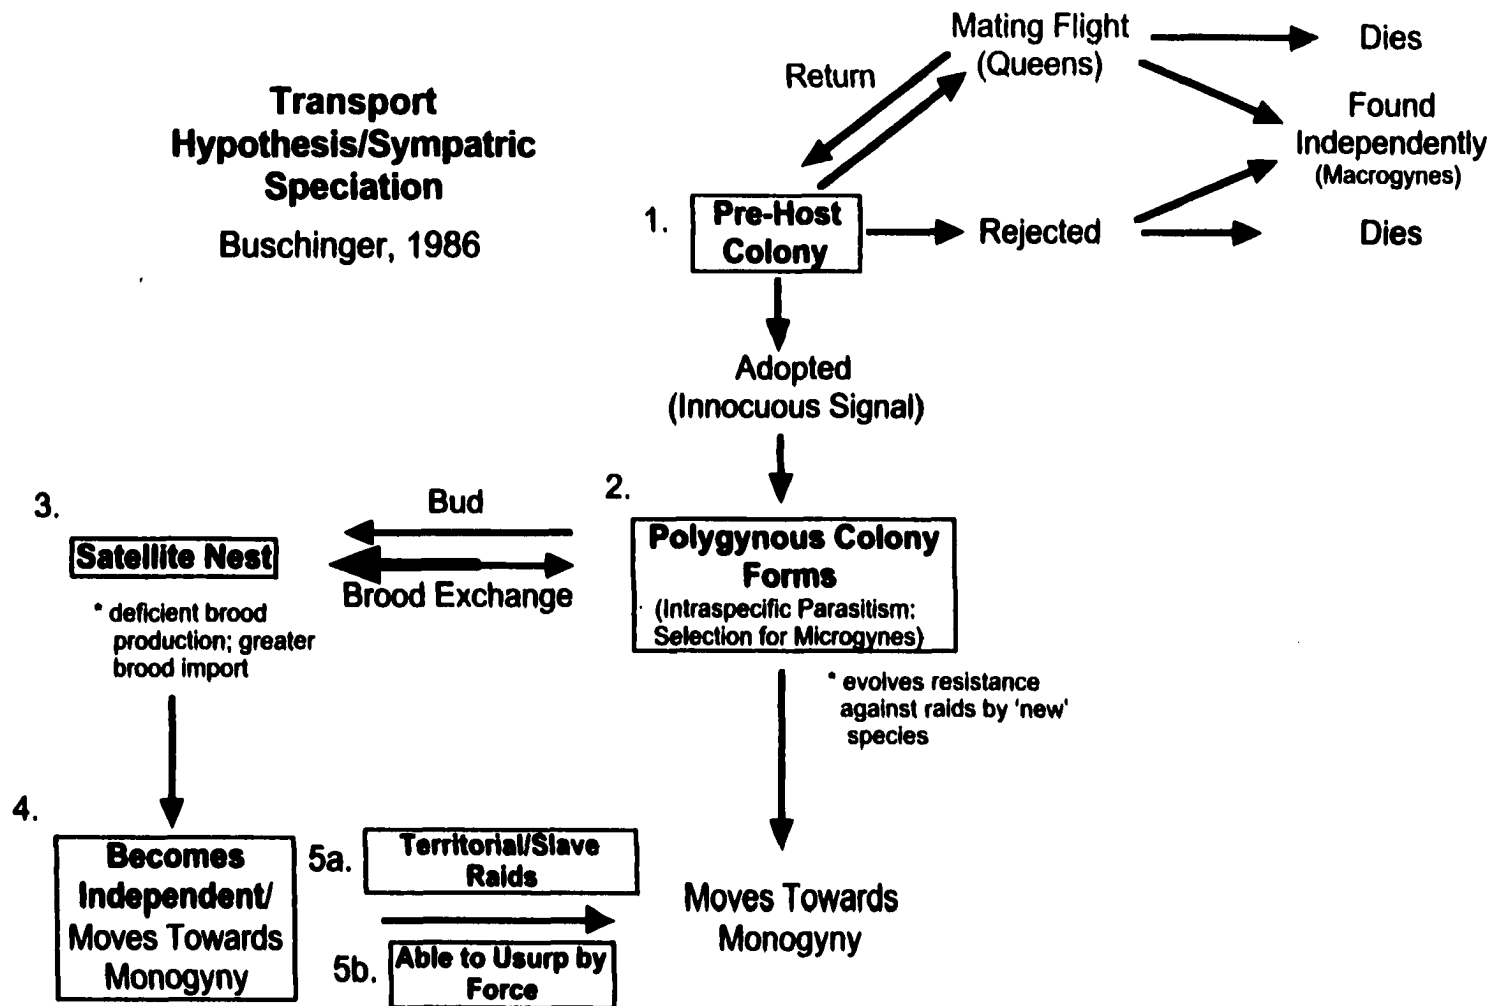 Transport
Hypothesis/Sympatric
Speciation
Buschinger, 1986
Mating Flight
(Queens)
Dies
Return
Found
Independently
(Macrogynes)
1.
Pre-Host
Colony
Rejected
Dies
Adopted
(Innocuous Signal)
3.
Bud
2.
Satellite Nest
Brood Exchange
Polygynous Colony
Forms
(Intraspecific Parasitism;
Selection for Microgynes)
* deficient brood
production; greater
brood import
* evolves resistance
against raids by 'new'
species
4.
Becomes
Independent/
Moves Towards
Monogyny
5a.
Territorial/Slave
Raids
5b.
Able to Usurp by
Force
Moves Towards
Monogyny